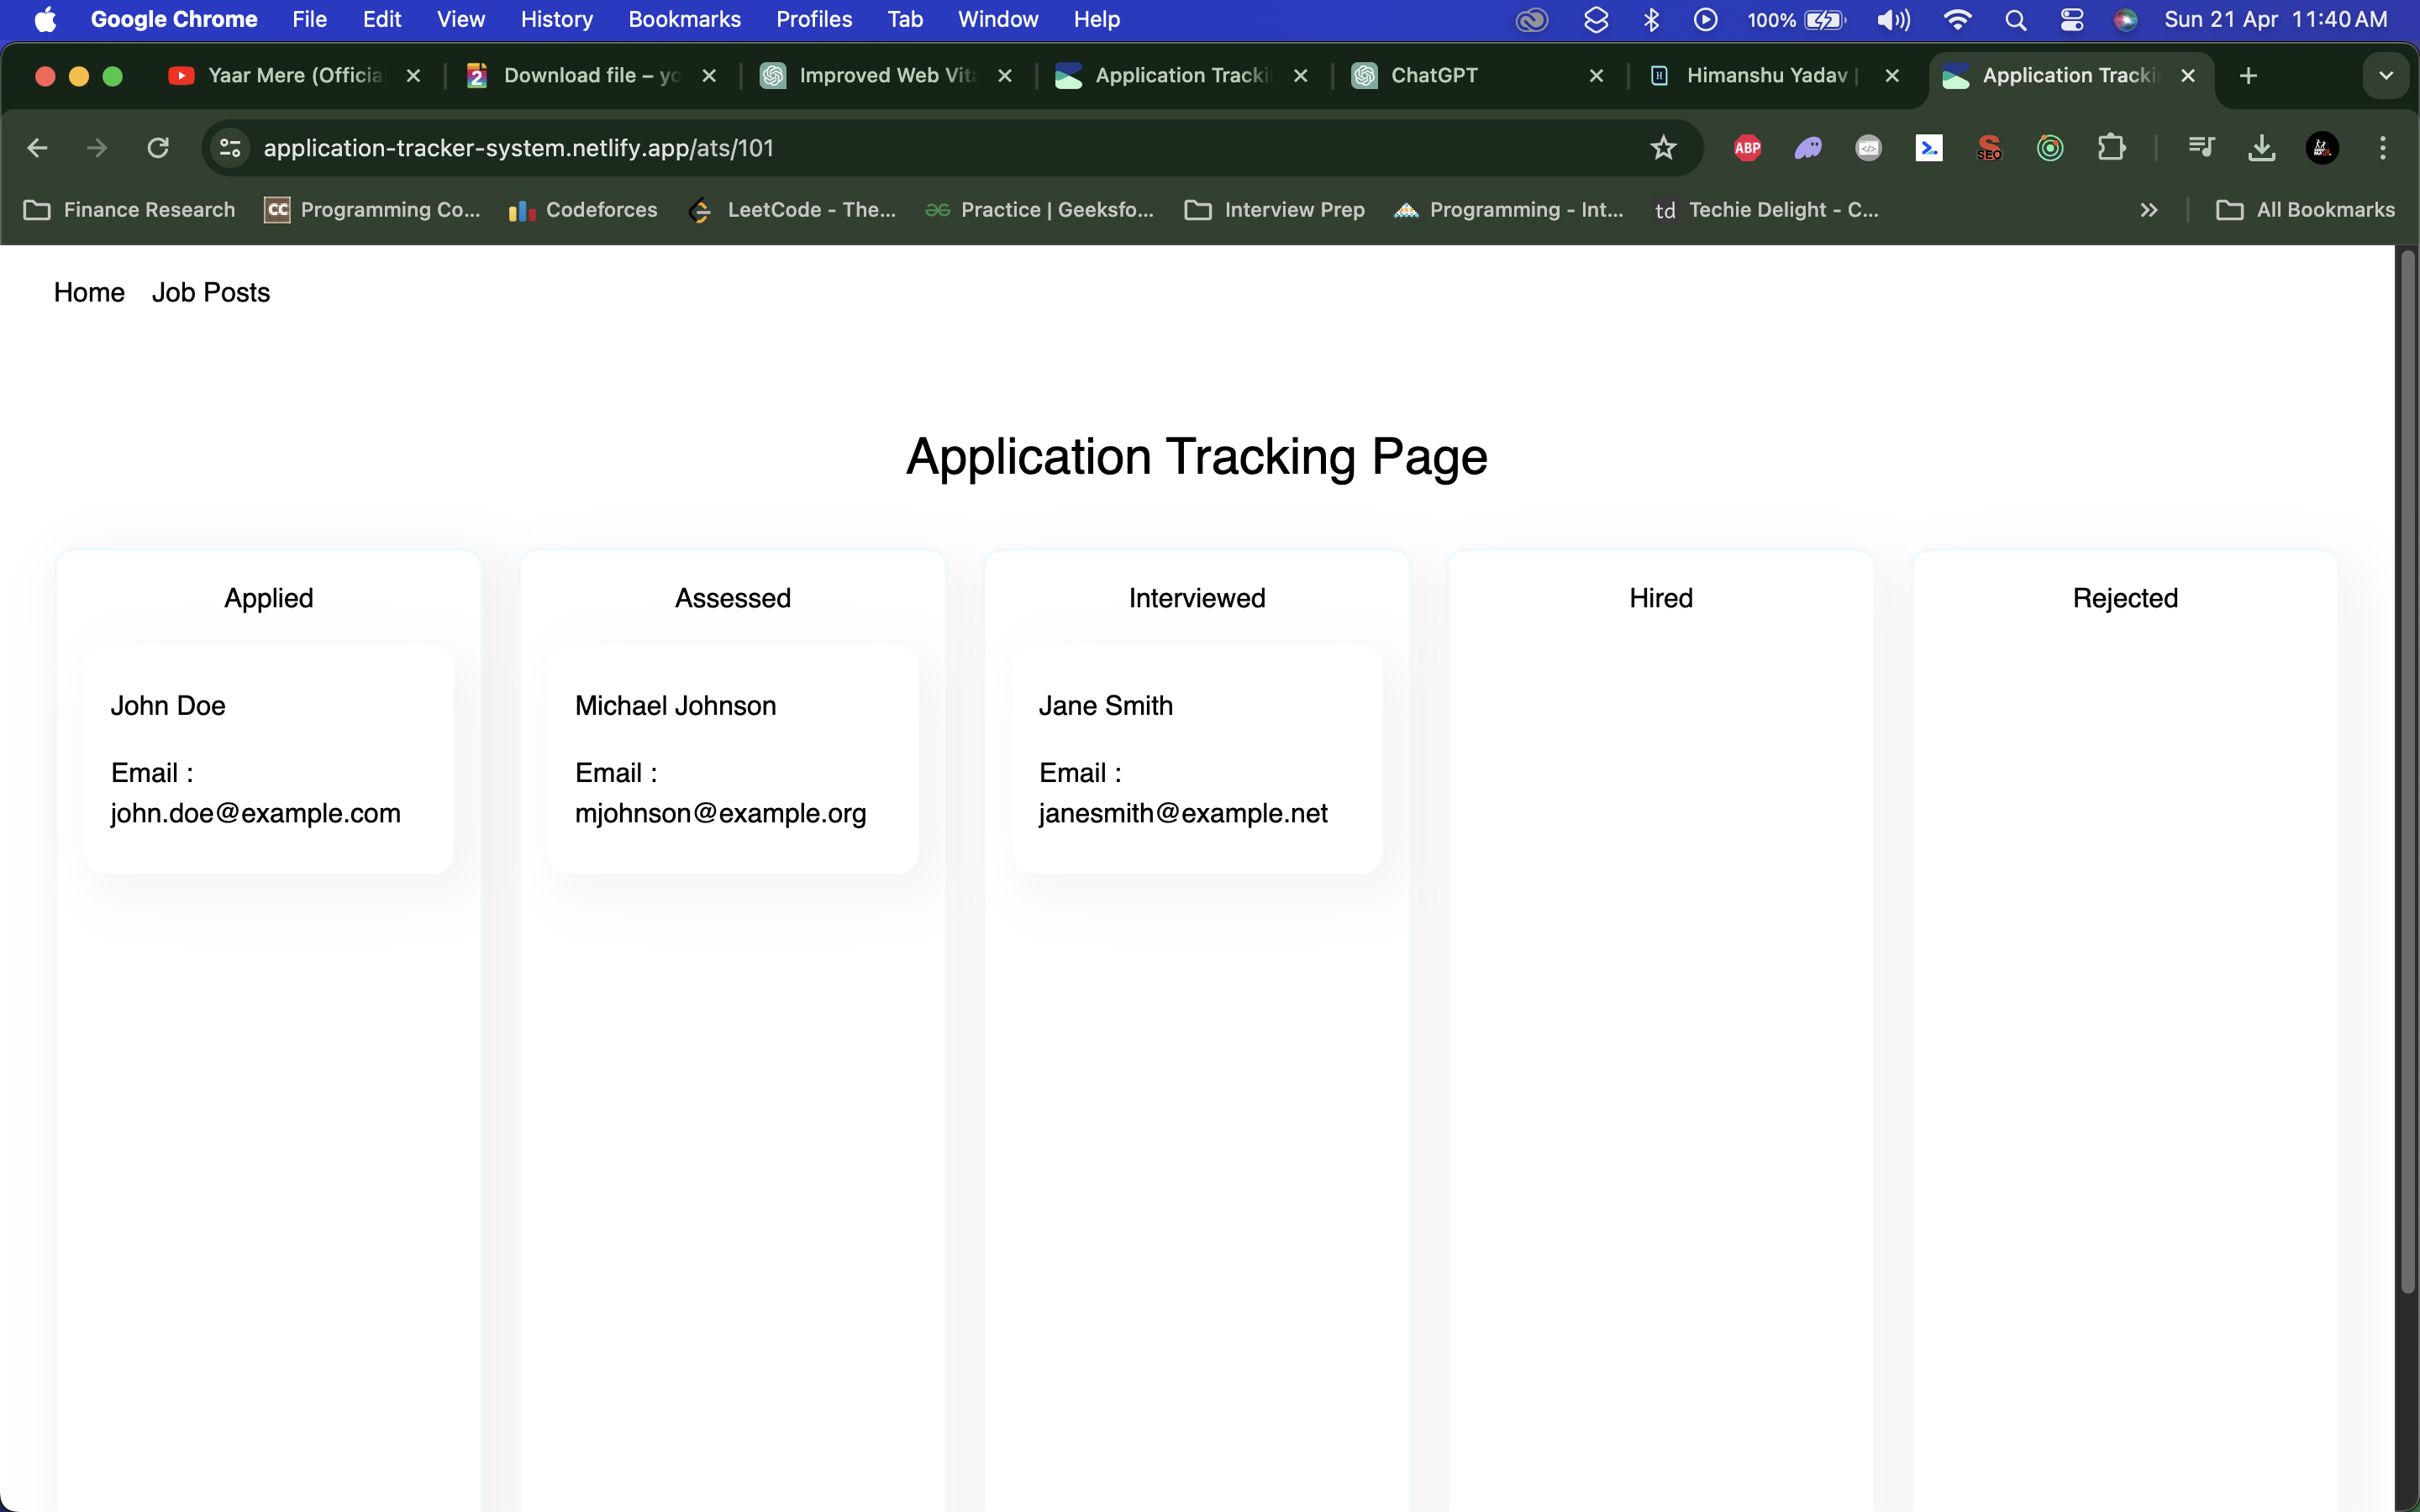 Google Chrome File Edit View History Bookmarks Profiles Tab Window Help 100% Sun 21 Apr 11:40 AM
Yaar Mere (Officia Download file – yo Improved Web Vit Application Tracki ChatGPT Himanshu Yadav | Application Tracki
application-tracker-system.netlify.app/ats/101 ABP SEO
Finance Research CC Programming Co... Codeforces LeetCode - The... Practice | Geeksfo... Interview Prep Programming - Int... td Techie Delight - C... All Bookmarks
Home Job Posts
Application Tracking Page
Applied Assessed Interviewed Hired Rejected
John Doe
Email :
john.doe@example.com
Michael Johnson
Email :
mjohnson@example.org
Jane Smith
Email :
janesmith@example.net